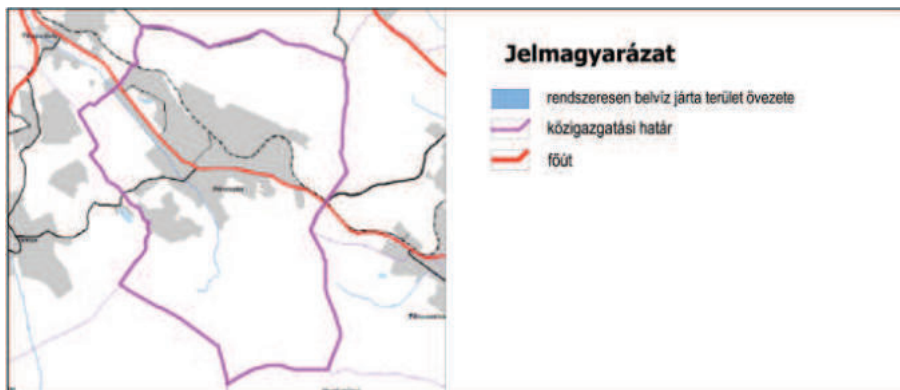 Jelmagyarázat
rendszeresen belvíz járta terület övezete
közigazgatási határ
főút